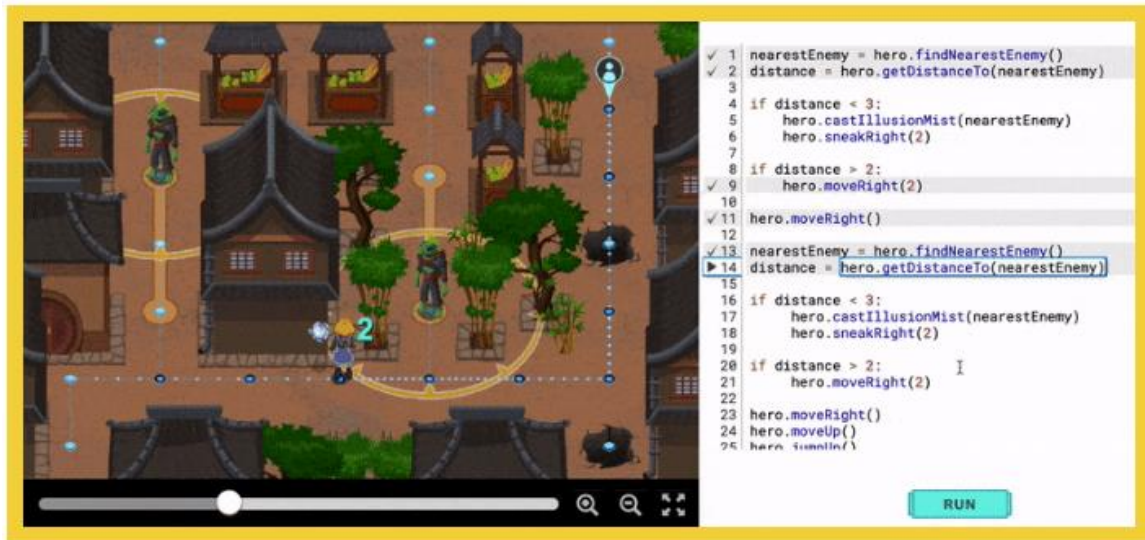 2
1 nearestEnemy = hero.findNearestEnemy()
2 distance = hero.getDistanceTo(nearestEnemy)
3
4 if distance < 3:
5 hero.castIllusionMist(nearestEnemy)
6 hero.sneakRight(2)
7
8 if distance > 2:
9 hero.moveRight(2)
10
11 hero.moveRight()
12
13 nearestEnemy = hero.findNearestEnemy()
14 distance = hero.getDistanceTo(nearestEnemy)
15
16 if distance < 3:
17 hero.castIllusionMist(nearestEnemy)
18 hero.sneakRight(2)
19
20 if distance > 2:
21 hero.moveRight(2)
22
23 hero.moveRight()
24 hero.moveUp()
25 hero.jumpUp()
RUN